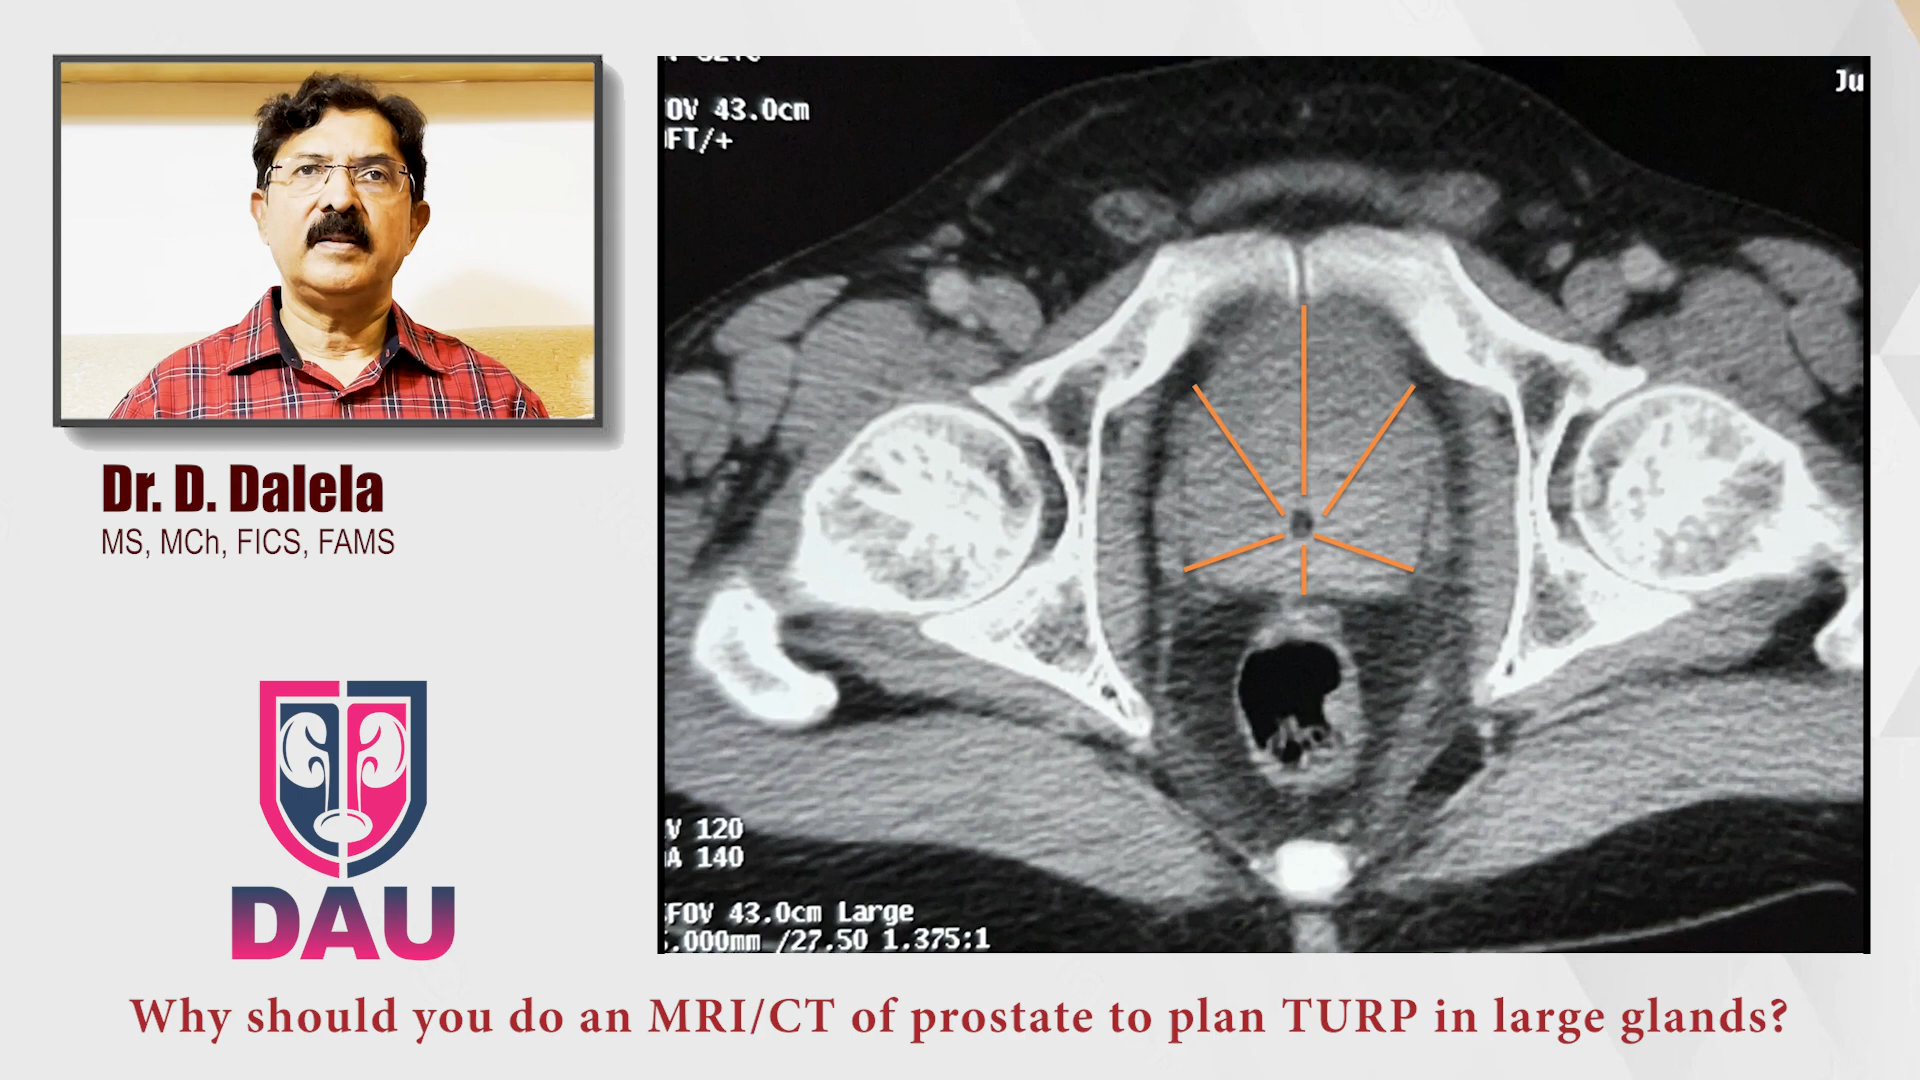 Ju
OV 43.0cm
FT/+
Dr. D. Dalela
MS, MCh, FICS, FAMS
DAU
V 120
A 140
FOV 43.0cm Large
.000mm /27.50 1.375:1
Why should you do an MRI/CT of prostate to plan TURP in large glands?